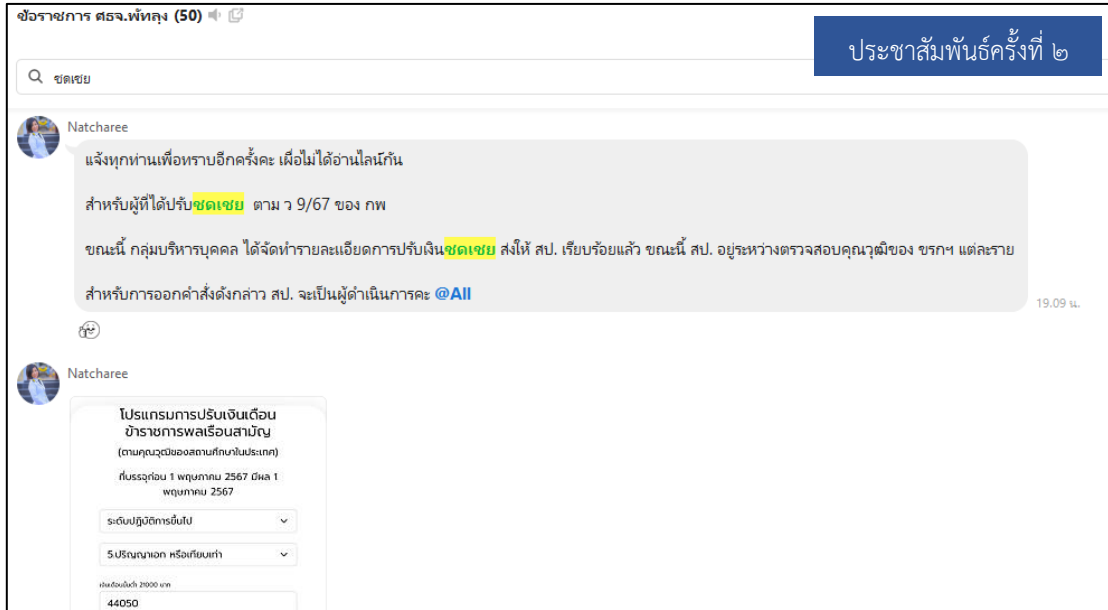 ข้อราชการ ศธจ.พัทลุง (50)
ประชาสัมพันธ์ครั้งที่ ๒
ชดเชย
Natcharee
แจ้งทุกท่านเพื่อทราบอีกครั้งคะ เผื่อไม่ได้อ่านไลน์กัน
สำหรับผู้ที่ได้ปรับชดเชย ตาม ว 9/67 ของ กพ
ขณะนี้ กลุ่มบริหารบุคคล ได้จัดทำรายละแอียดการปรับเงินชดเชย ส่งให้ สป. เรียบร้อยแล้ว ขณะนี้ สป. อยู่ระหว่างตรวจสอบคุณวุฒิของ ขรกฯ แต่ละราย
สำหรับการออกคำสั่งดังกล่าว สป. จะเป็นผู้ดำเนินการคะ @All
19.09 น.
Natcharee
โปรแกรมการปรับเงินเดือน
ข้าราชการพลเรือนสามัญ
(ตามคุณวุฒิของสถานศึกษาในประเทศ)
ที่บรรจุก่อน 1 พฤษภาคม 2567 มีผล 1
พฤษภาคม 2567
ระดับปฏิบัติการขึ้นไป
5.ปริญญาเอก หรือเทียบเท่า
เงินเดือนขั้นต่ำ 21000 บาท
44050